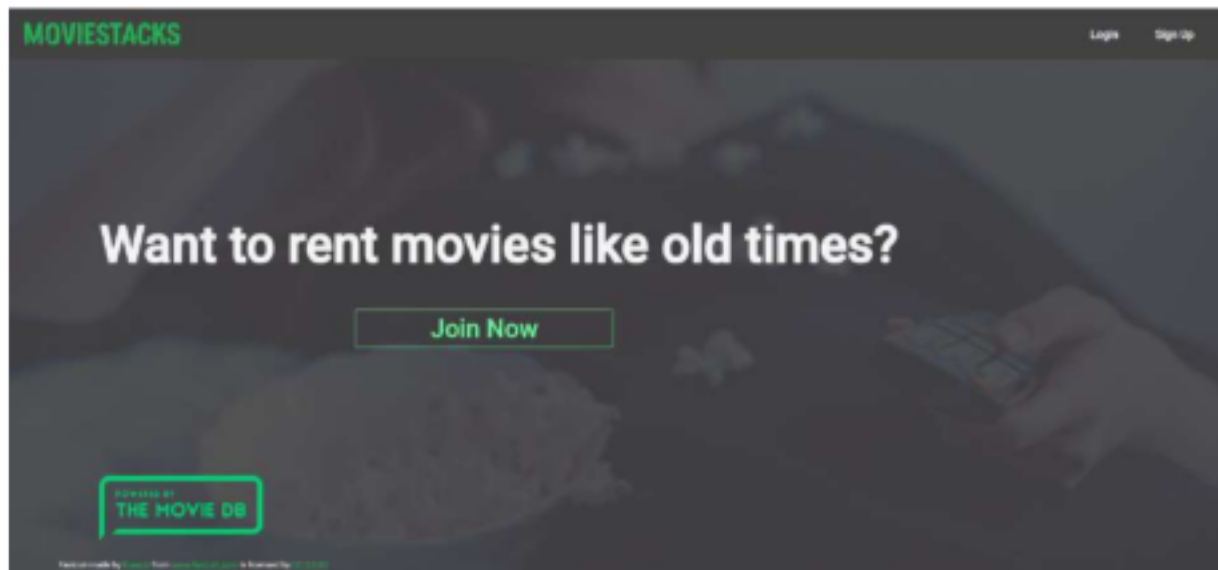 MOVIESTACKS
Login
Sign Up
Want to rent movies like old times?
Join Now
POWERED BY
THE MOVIE DB